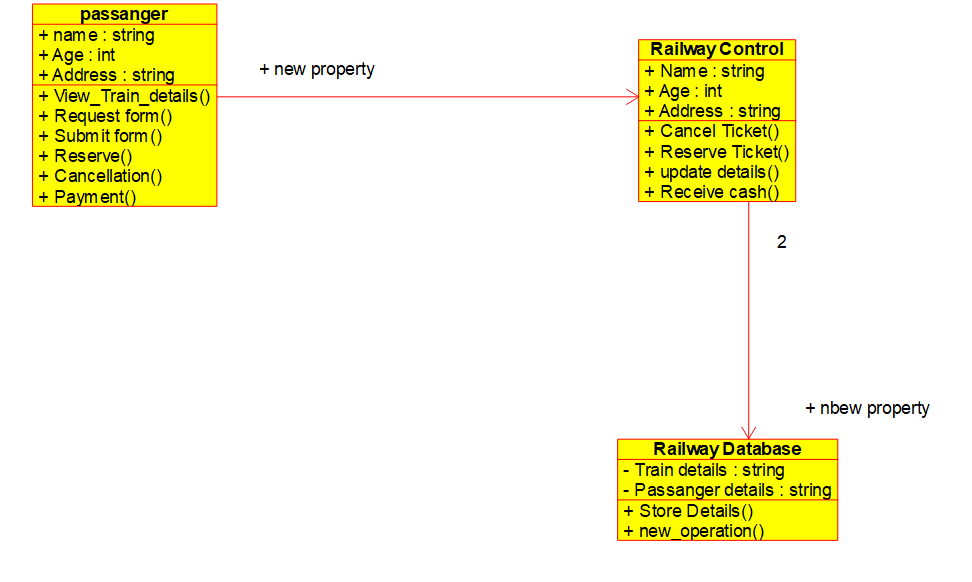 passanger
+ name : string
+ Age : int
+ Address : string
+ View_Train_details()
+ Request form()
+ Submit form()
+ Reserve()
+ Cancellation()
+ Payment()
+ new property
Railway Control
+ Name : string
+ Age : int
+ Address : string
+ Cancel Ticket()
+ Reserve Ticket()
+ update details()
+ Receive cash()
2
+ nbew property
Railway Database
- Train details : string
- Passanger details : string
+ Store Details()
+ new_operation()